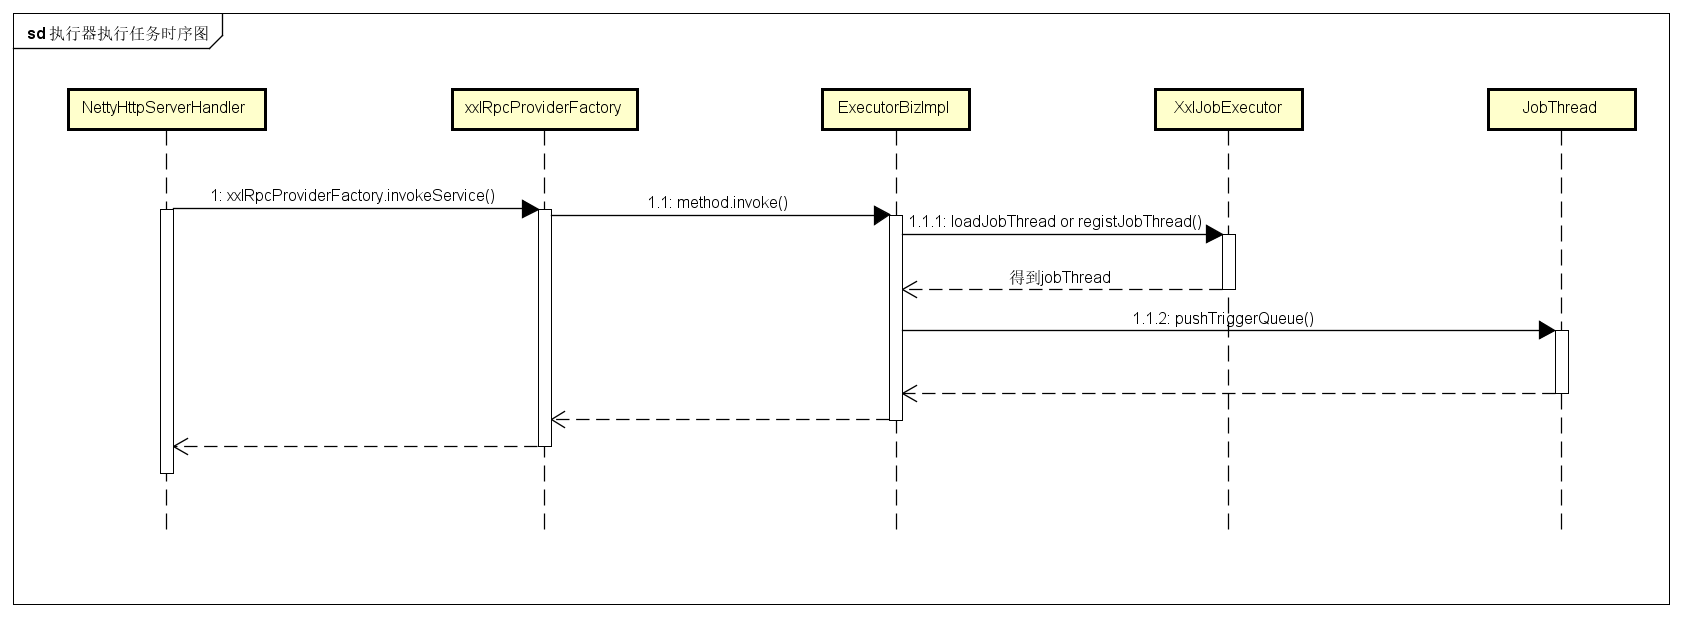 sd 执行器执行任务时序图
NettyHttpServerHandler
xxlRpcProviderFactory
ExecutorBizImpl
XxlJobExecutor
JobThread
1: xxlRpcProviderFactory.invokeService()
1.1: method.invoke()
1.1.1: loadJobThread or registJobThread()
得到jobThread
1.1.2: pushTriggerQueue()